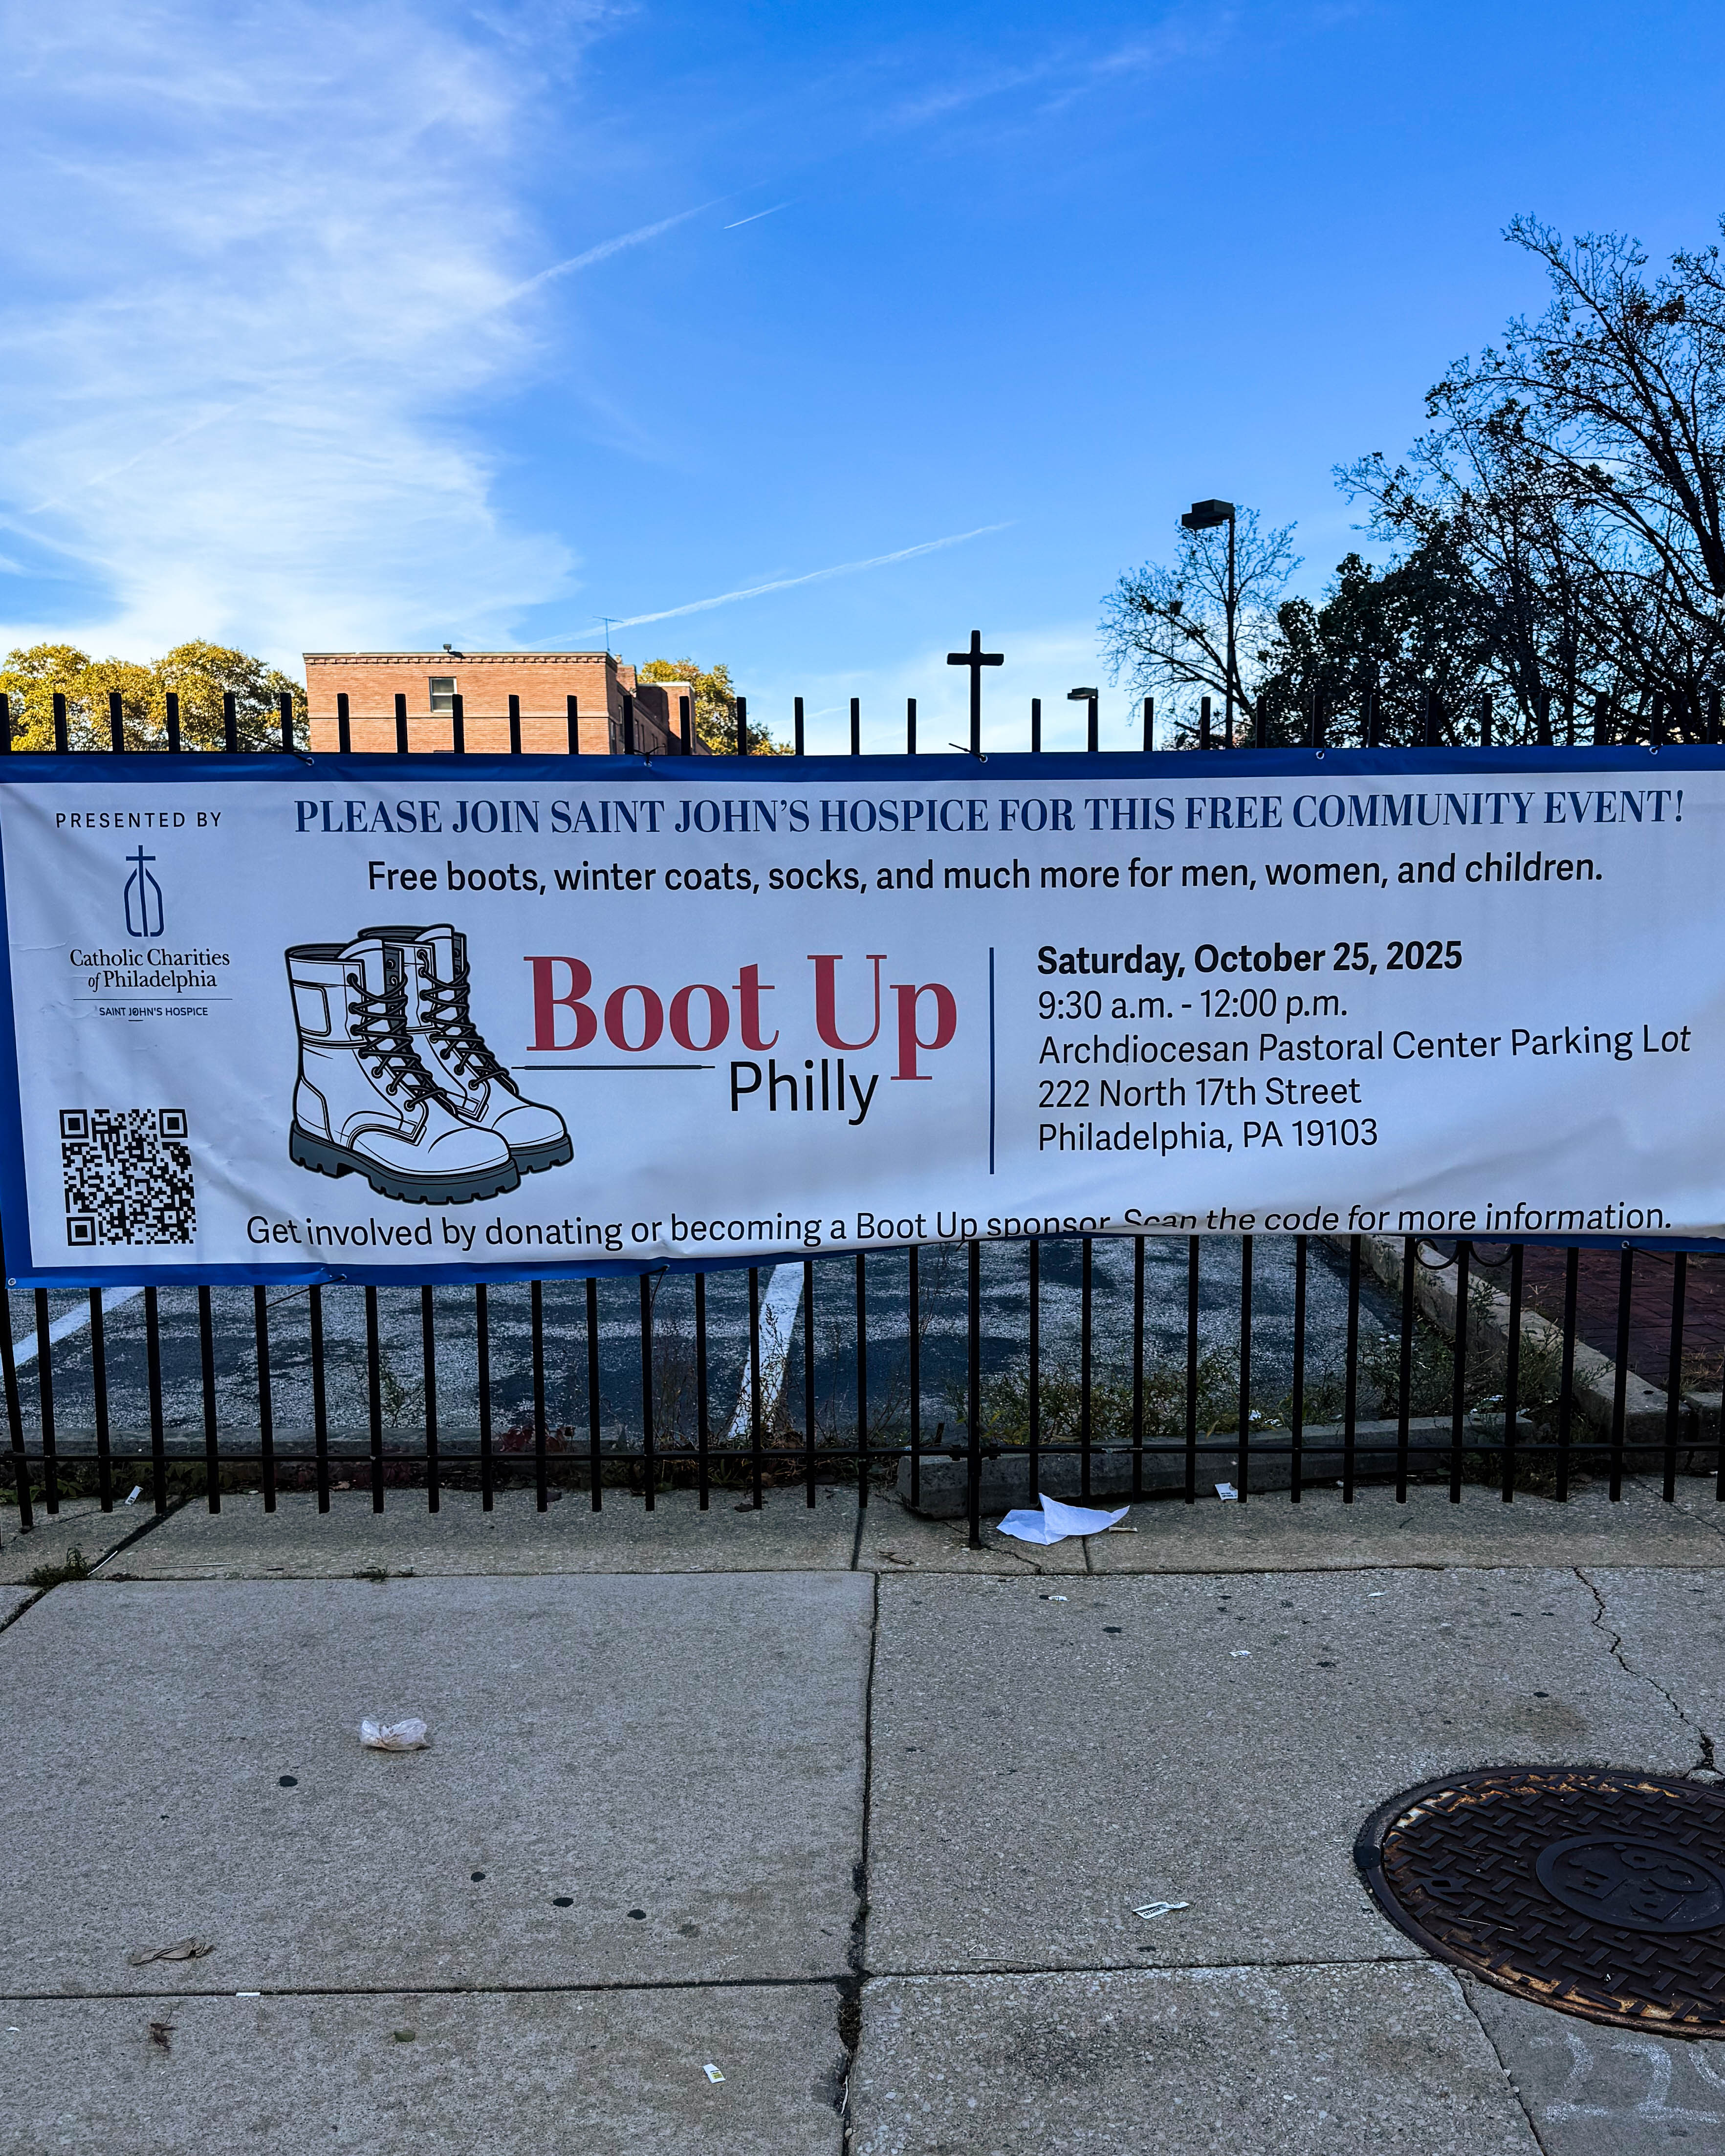 PRESENTED BY
Catholic Charities
of Philadelphia
SAINT JOHN'S HOSPICE
PLEASE JOIN SAINT JOHN'S HOSPICE FOR THIS FREE COMMUNITY EVENT!
Free boots, winter coats, socks, and much more for men, women, and children.
Boot Up
Philly
Saturday, October 25, 2025
9:30 a.m. - 12:00 p.m.
Archdiocesan Pastoral Center Parking Lot
222 North 17th Street
Philadelphia, PA 19103
Get involved by donating or becoming a Boot Up sponsor. Scan the code for more information.